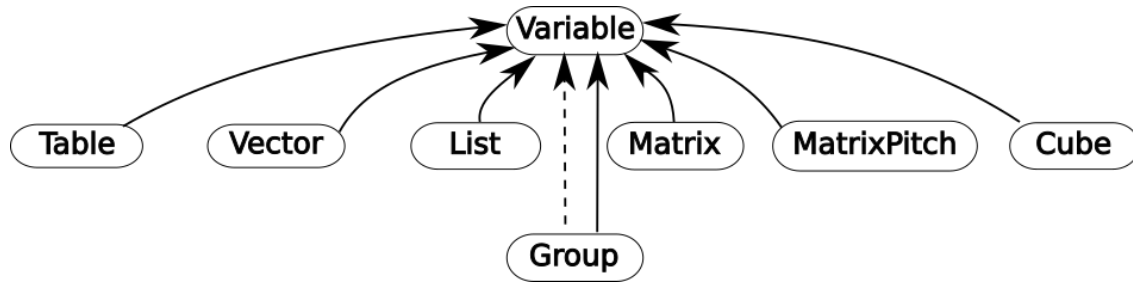 Variable
Table
Vector
List
Matrix
MatrixPitch
Cube
Group